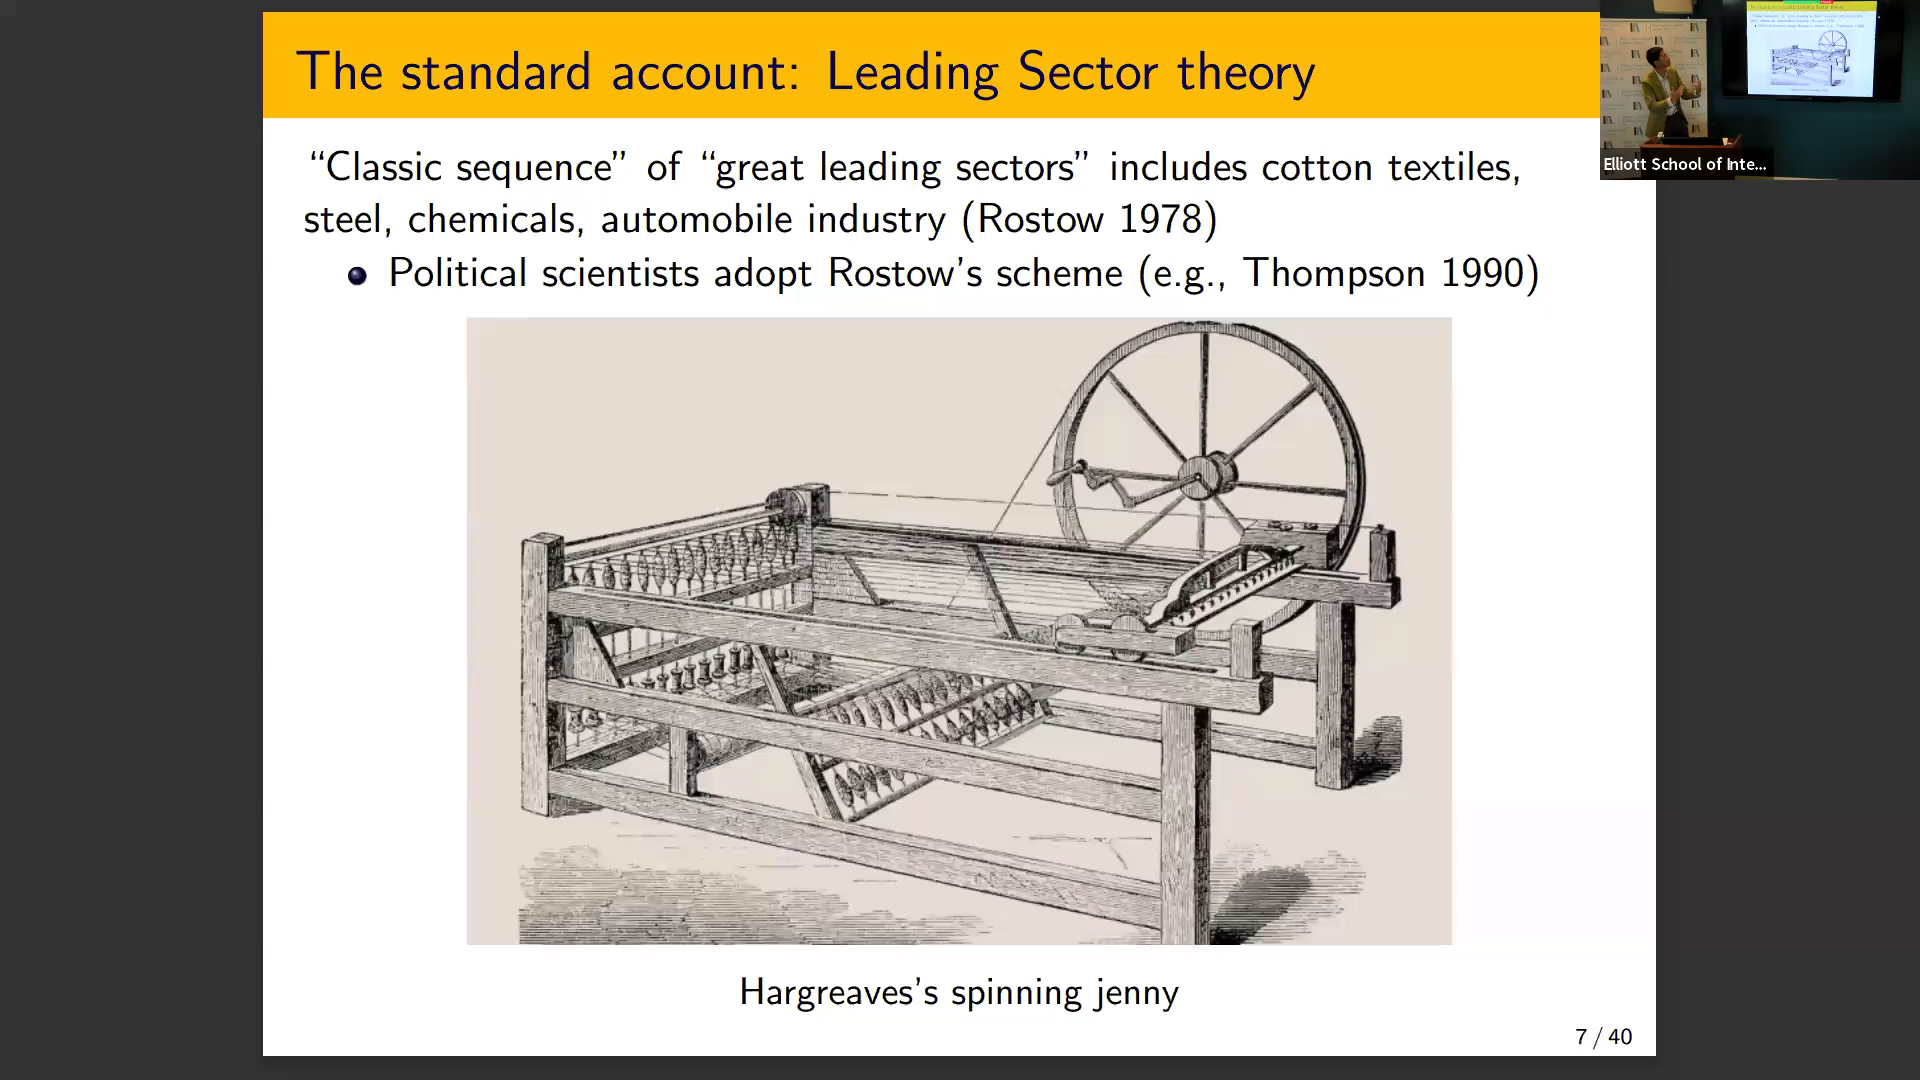 The standard account: Leading Sector theory
“Classic sequence” of “great leading sectors” includes cotton textiles,
steel, chemicals, automobile industry (Rostow 1978)
Political scientists adopt Rostow’s scheme (e.g., Thompson 1990)
Hargreaves’s spinning jenny
7 / 40
Elliott School of Inte...